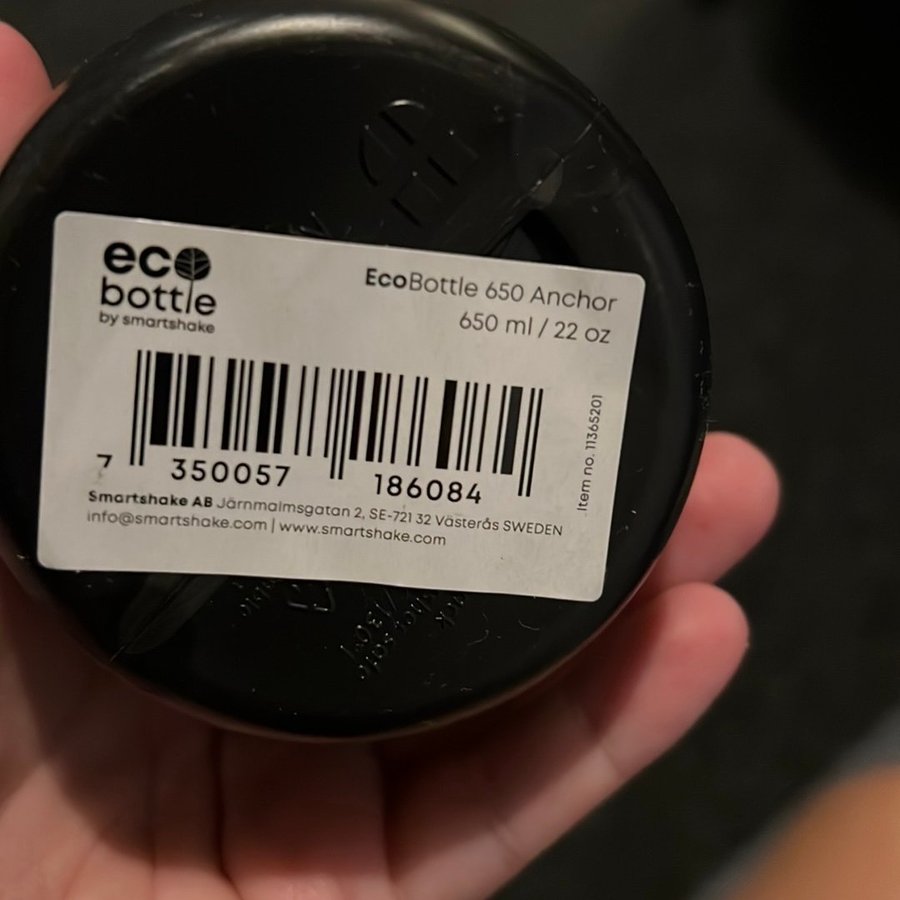 eco
bottle
by smartshake
EcoBottle 650 Anchor
650 ml / 22 oz
7 350057 186084
Item no. 11365201
Smartshake AB Järnmalmsgatan 2, SE-721 32 Västerås SWEDEN
info@smartshake.com | www.smartshake.com